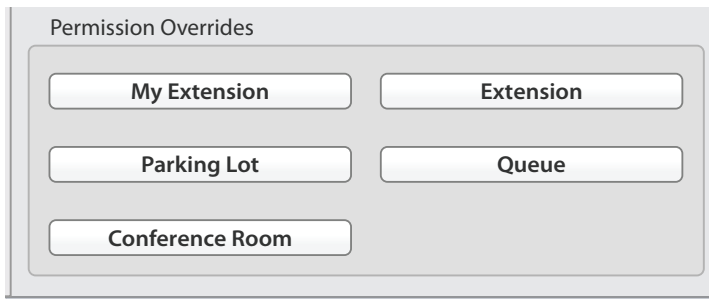 Permission Overrides
My Extension
Extension
Parking Lot
Queue
Conference Room